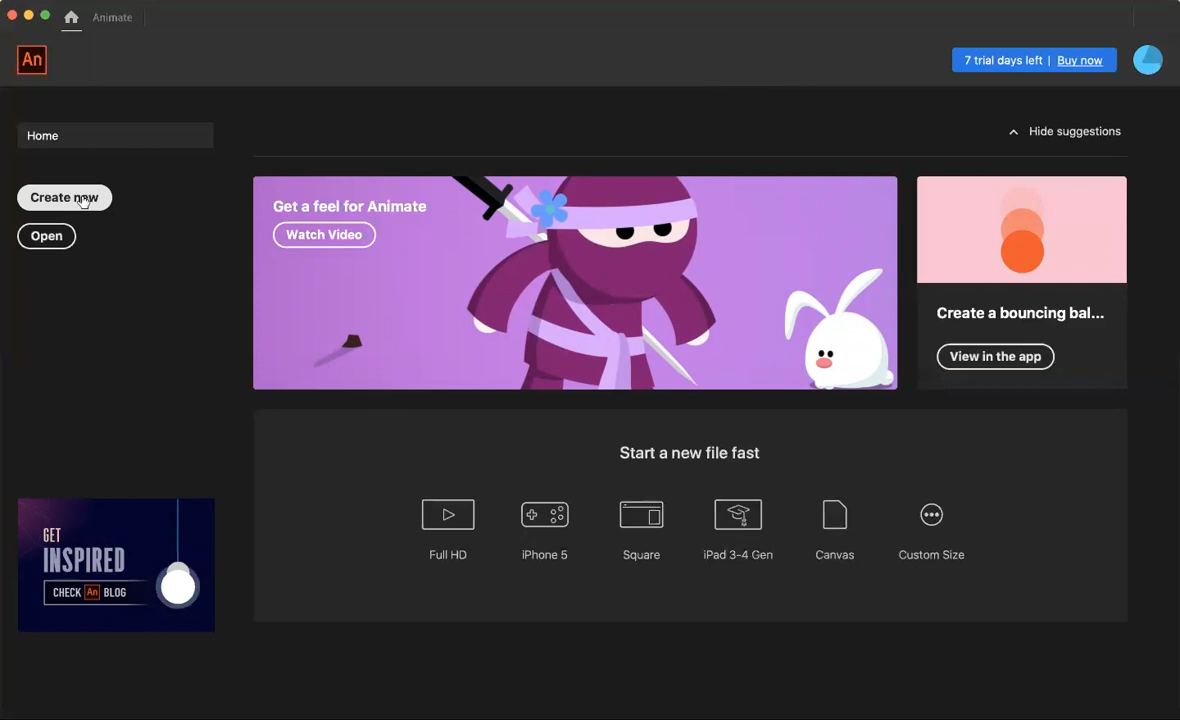 Animate
An
7 trial days left | Buy now
Home
Hide suggestions
Create new
Open
Get a feel for Animate
Watch Video
Create a bouncing bal...
View in the app
Start a new file fast
Full HD
iPhone 5
Square
iPad 3-4 Gen
Canvas
Custom Size
GET
INSPIRED
CHECK An BLOG